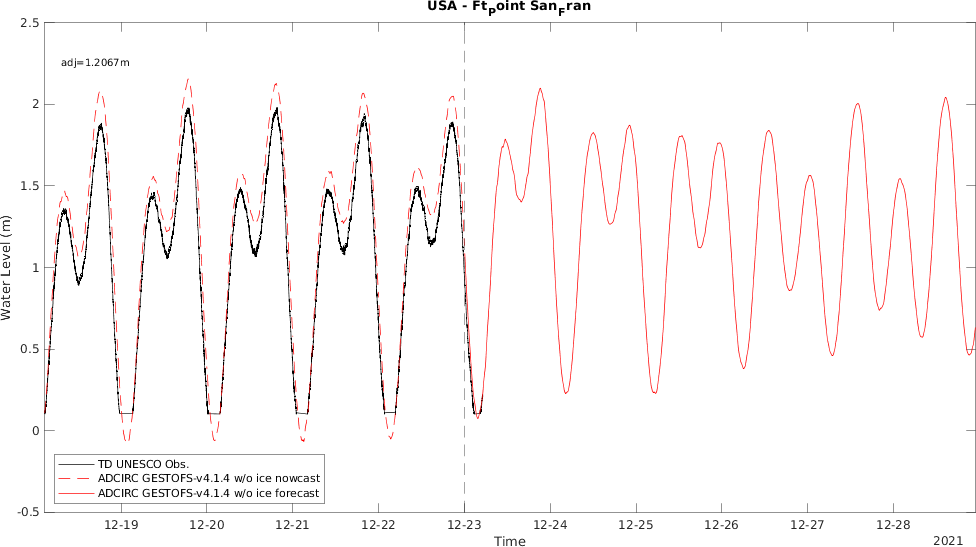 USA - Ft_Point San_Fran
adj=1.2067m
2.5
2
1.5
1
0.5
0
-0.5
Water Level (m)
TD UNESCO Obs.
ADCIRC GESTOFS-v4.1.4 w/o ice nowcast
ADCIRC GESTOFS-v4.1.4 w/o ice forecast
12-19 12-20 12-21 12-22 12-23 12-24 12-25 12-26 12-27 12-28
Time
2021